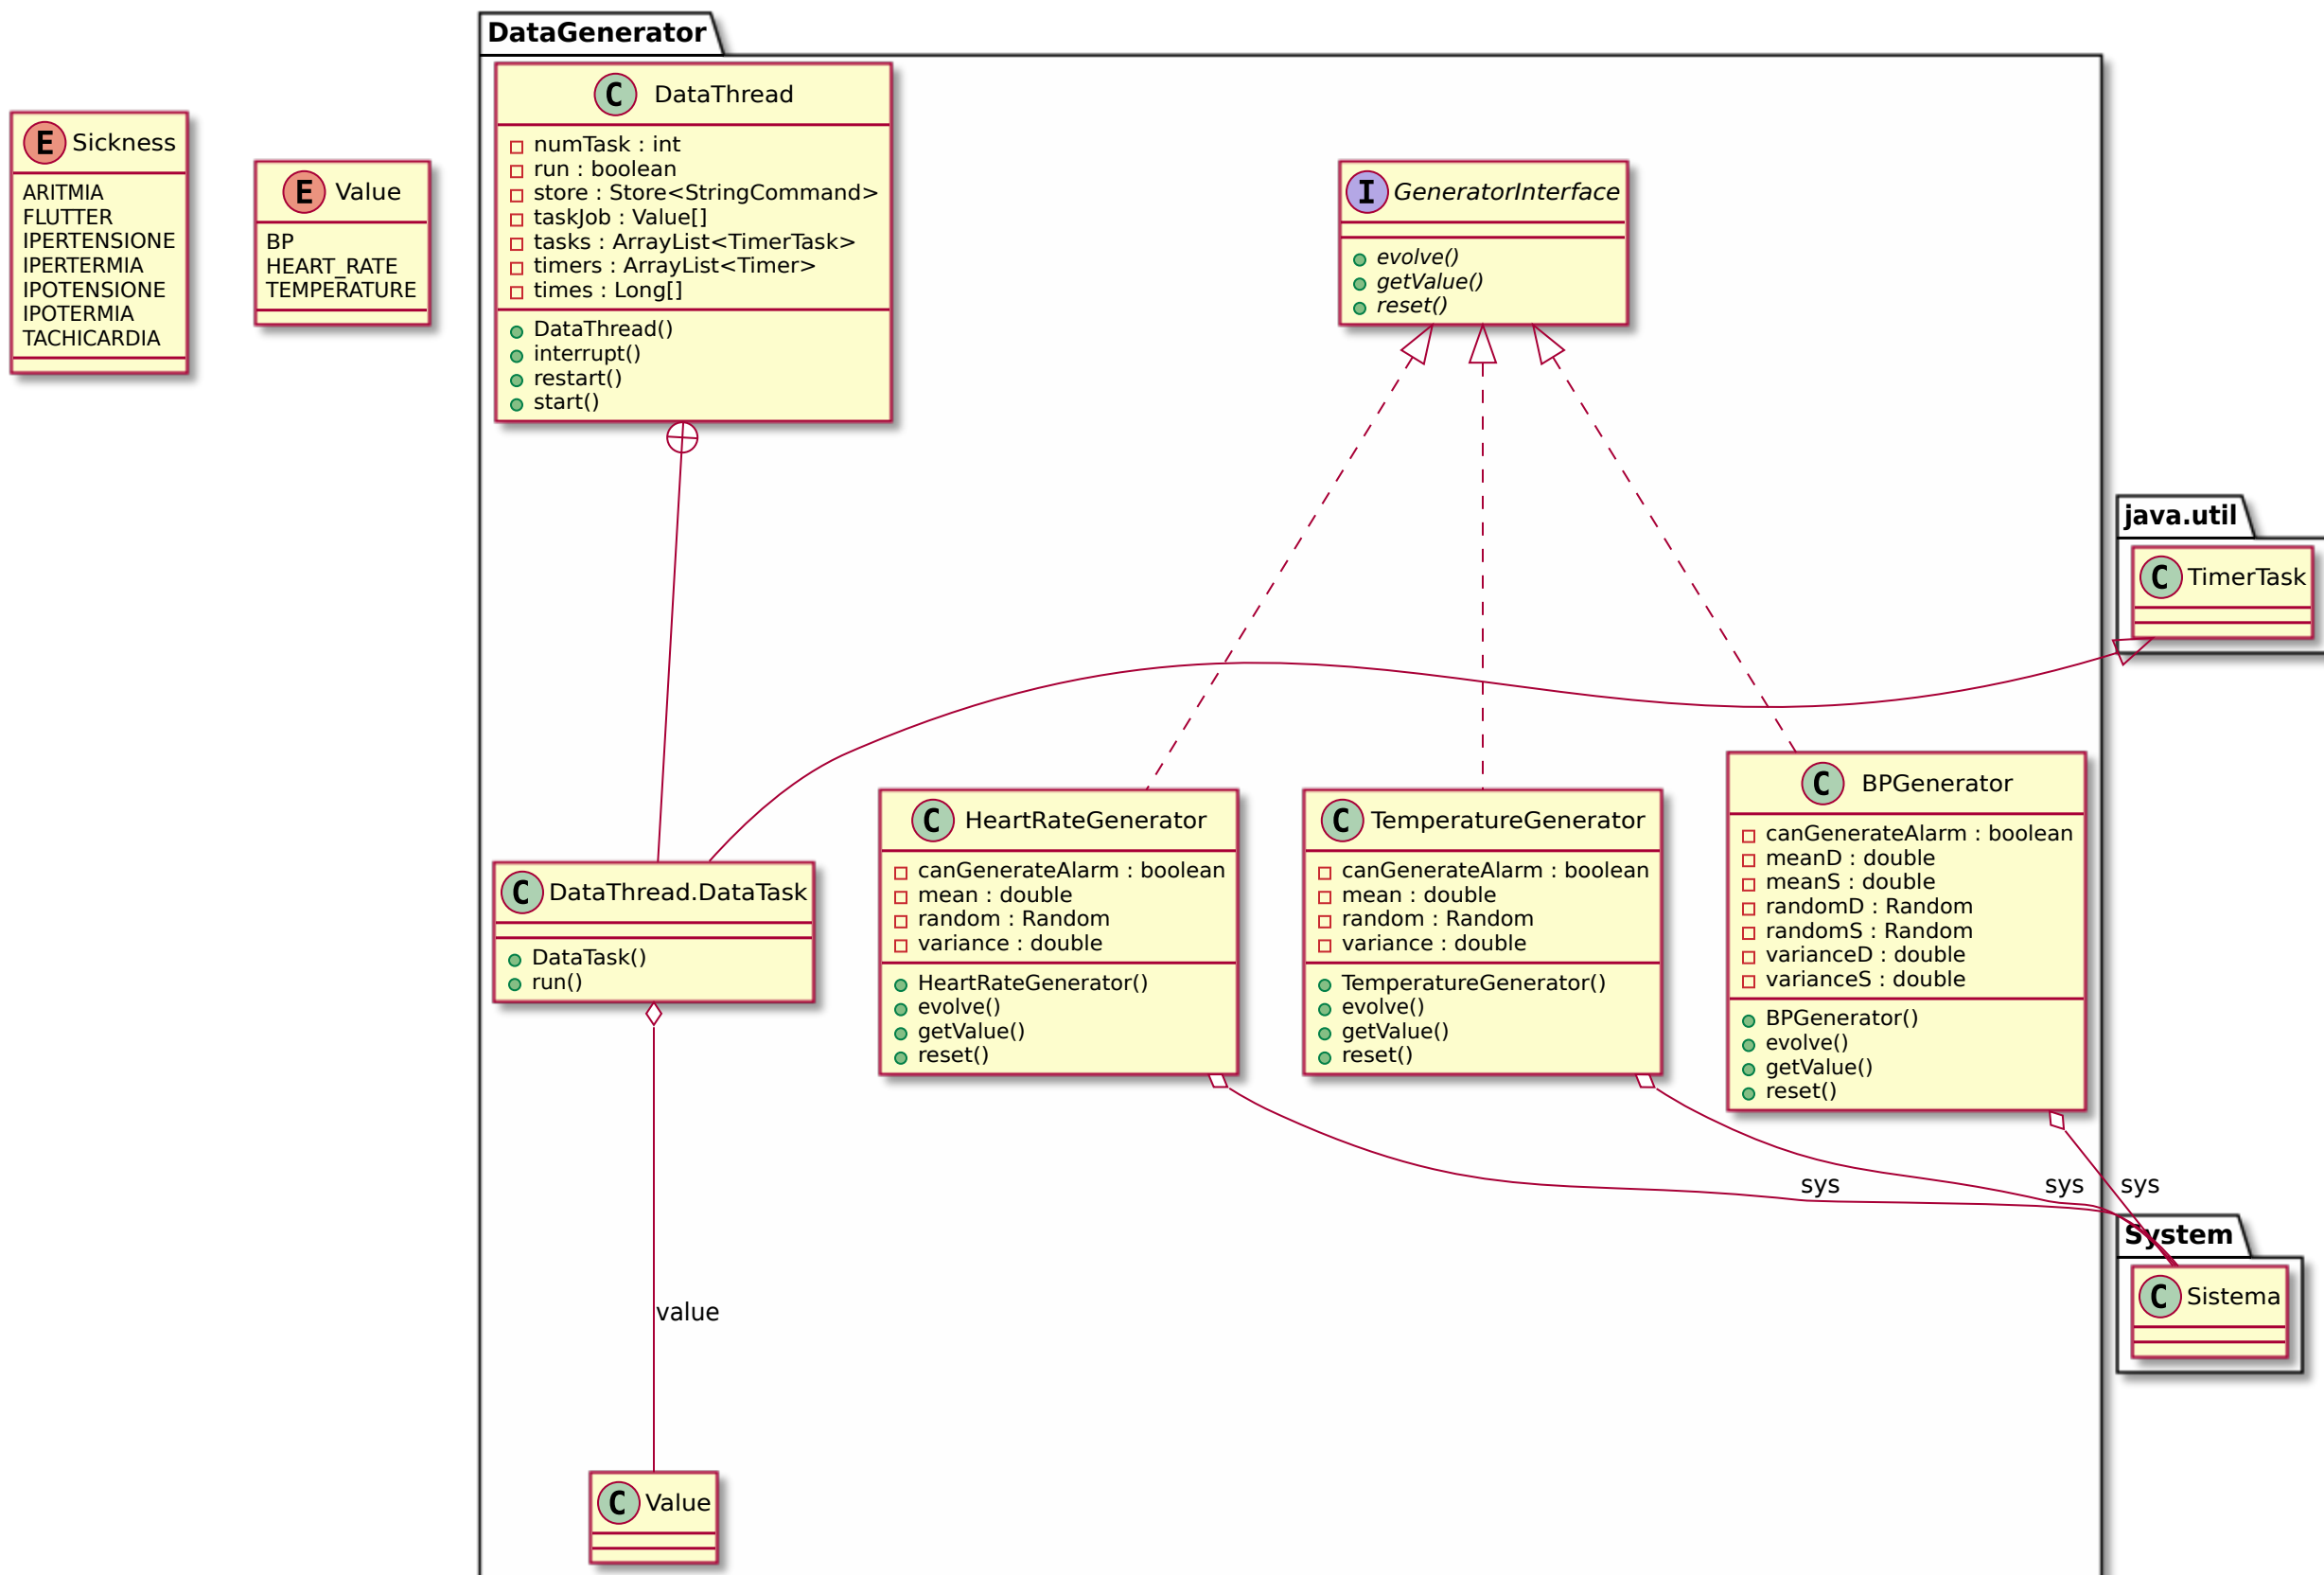 DataGenerator
C DataThread
numTask : int
run : boolean
store : Store<StringCommand>
taskJob : Value[]
tasks : ArrayList<TimerTask>
timers : ArrayList<Timer>
times : Long[]
DataThread()
interrupt()
restart()
start()
E Sickness
ARITMIA
FLUTTER
IPERTENSIONE
IPERTERMIA
IPOTENSIONE
IPOTERMIA
TACHICARDIA
E Value
BP
HEART_RATE
TEMPERATURE
I GeneratorInterface
evolve()
getValue()
reset()
java.util
C TimerTask
C DataThread.DataTask
DataTask()
run()
C HeartRateGenerator
canGenerateAlarm : boolean
mean : double
random : Random
variance : double
HeartRateGenerator()
evolve()
getValue()
reset()
C TemperatureGenerator
canGenerateAlarm : boolean
mean : double
random : Random
variance : double
TemperatureGenerator()
evolve()
getValue()
reset()
C BPGenerator
canGenerateAlarm : boolean
meanD : double
meanS : double
randomD : Random
randomS : Random
varianceD : double
varianceS : double
BPGenerator()
evolve()
getValue()
reset()
sys
sys
sys
System
C Sistema
value
C Value